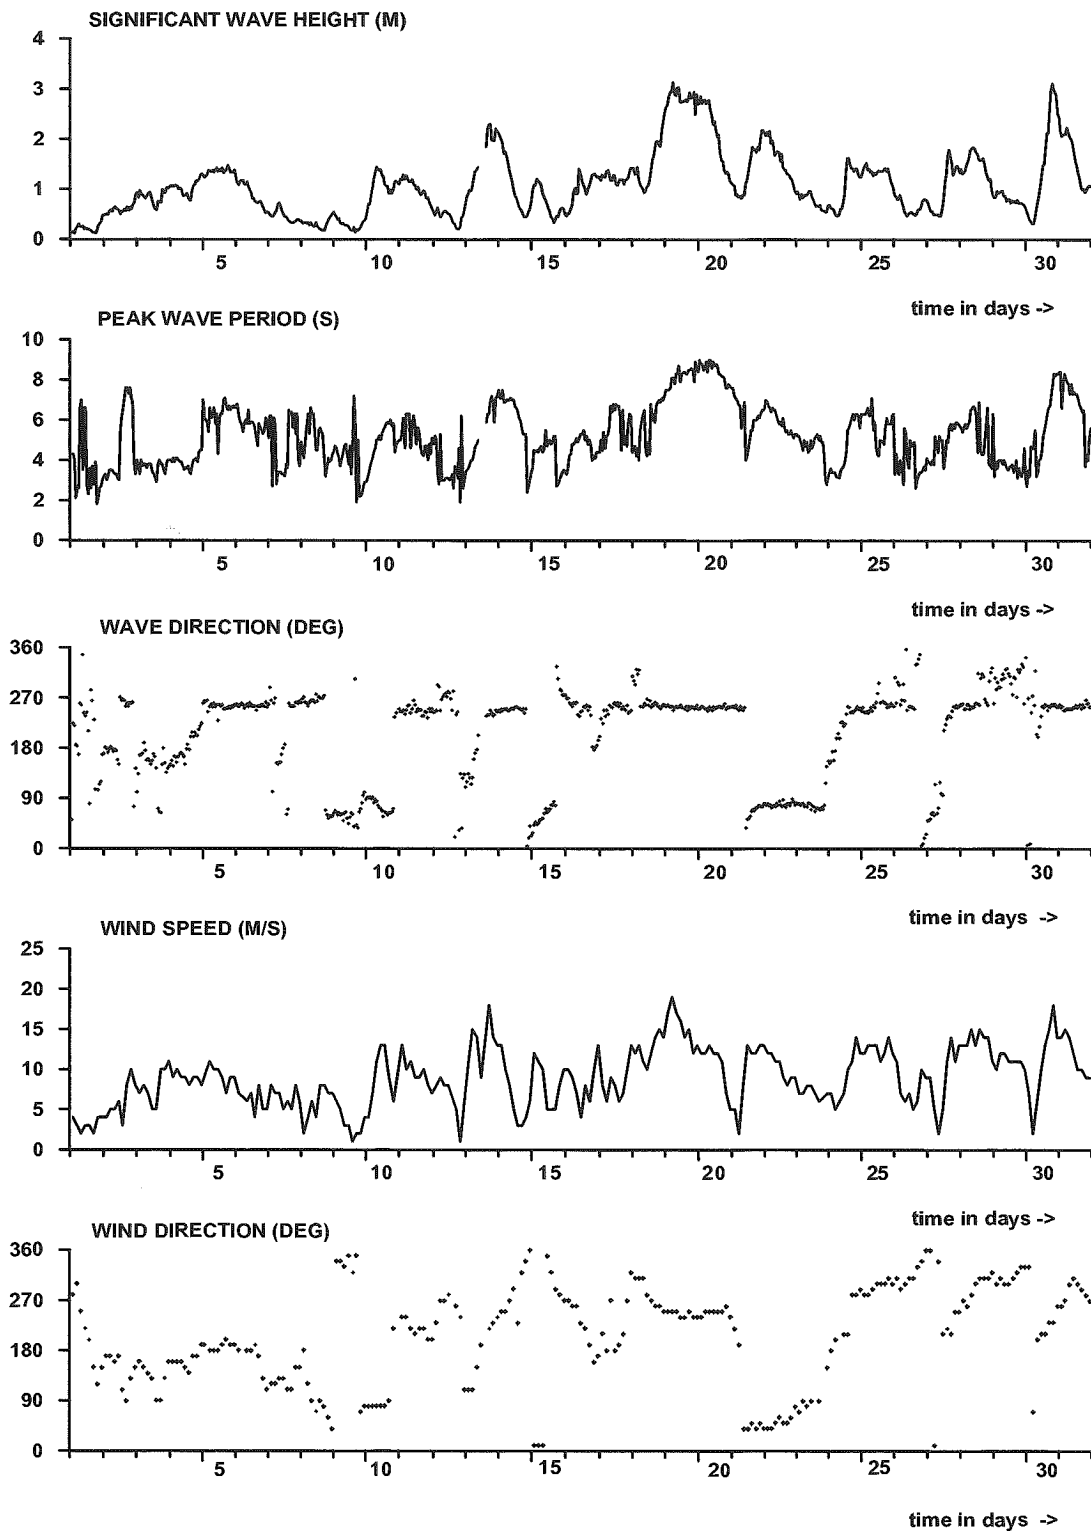 SIGNIFICANT WAVE HEIGHT (M)
4
3
2
1
0
5 10 15 20 25 30
time in days ->
PEAK WAVE PERIOD (S)
10
8
6
4
2
0
5 10 15 20 25 30
time in days ->
WAVE DIRECTION (DEG)
360
270
180
90
0
5 10 15 20 25 30
time in days ->
WIND SPEED (M/S)
25
20
15
10
5
0
5 10 15 20 25 30
time in days ->
WIND DIRECTION (DEG)
360
270
180
90
0
5 10 15 20 25 30
time in days ->